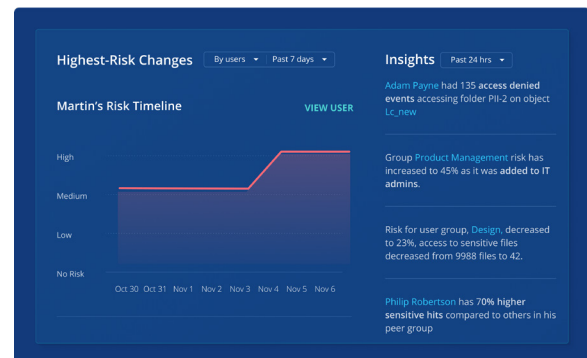 Highest-Risk Changes
By users
Past 7 days
Martin's Risk Timeline
VIEW USER
High
Medium
Low
No Risk
Oct 30 Oct 31 Nov 1 Nov 2 Nov 3 Nov 4 Nov 5 Nov 6
Insights
Past 24 hrs
Adam Payne had 135 access denied
events accessing folder PII-2 on object
Lc_new
Group Product Management risk has
increased to 45% as it was added to IT
admins.
Risk for user group, Design, decreased
to 23%, access to sensitive files
decreased from 9988 files to 42.
Philip Robertson has 70% higher
sensitive hits compared to others in his
peer group